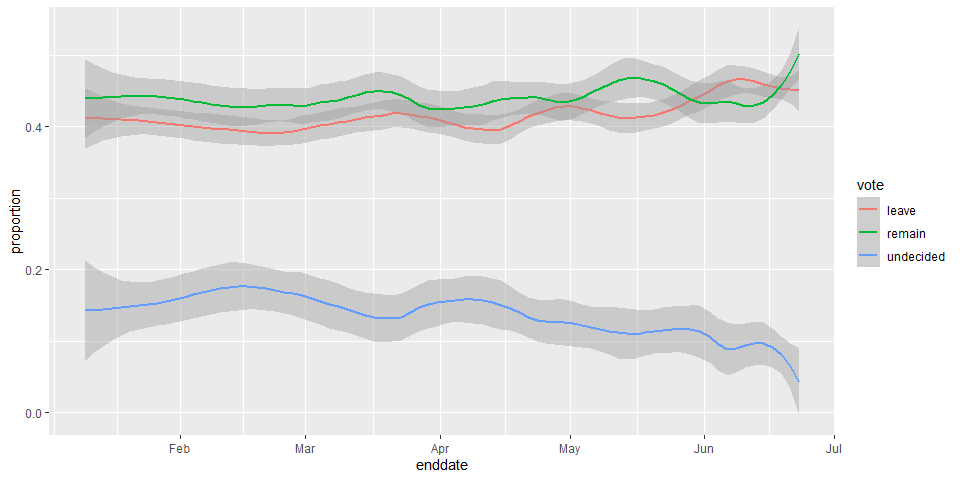 proportion
0.4
0.2
0.0
Feb
Mar
Apr
May
Jun
Jul
enddate
vote
leave
remain
undecided